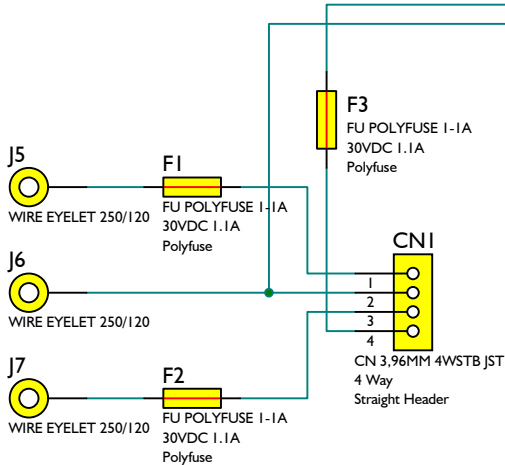 F3
FU POLYFUSE 1-1A
30VDC 1.1A
Polyfuse
J5
WIRE EYELET 250/120
F1
FU POLYFUSE 1-1A
30VDC 1.1A
Polyfuse
J6
WIRE EYELET 250/120
CN1
1
2
3
4
CN 3,96MM 4WSTB JST
4 Way
Straight Header
J7
WIRE EYELET 250/120
F2
FU POLYFUSE 1-1A
30VDC 1.1A
Polyfuse